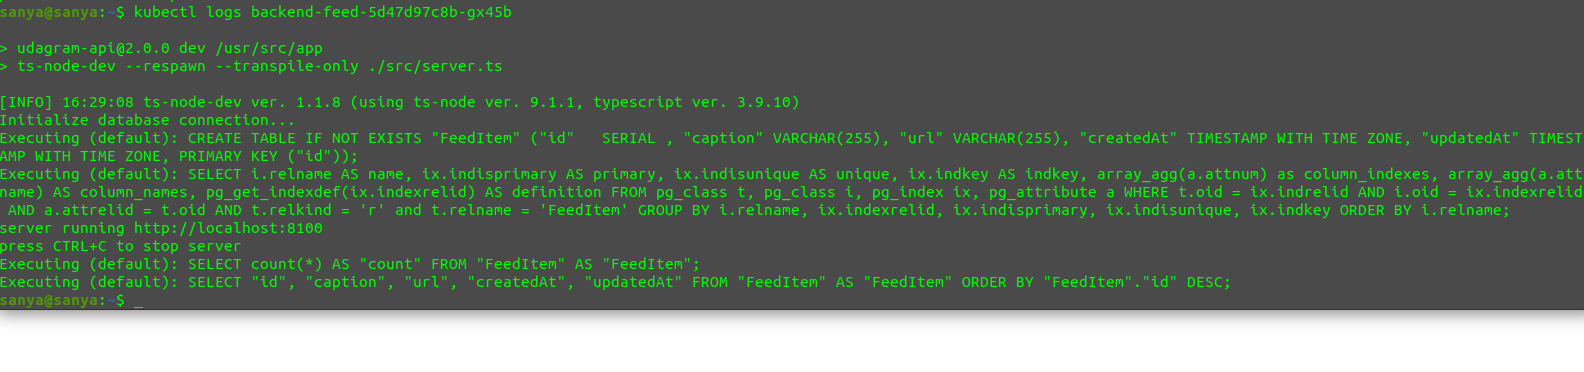 sanya@sanya:~$ kubectl logs backend-feed-5d47d97c8b-gx45b
> udagram-api@2.0.0 dev /usr/src/app
> ts-node-dev --respawn --transpile-only ./src/server.ts
[INFO] 16:29:08 ts-node-dev ver. 1.1.8 (using ts-node ver. 9.1.1, typescript ver. 3.9.10)
Initialize database connection...
Executing (default): CREATE TABLE IF NOT EXISTS "FeedItem" ("id"   SERIAL , "caption" VARCHAR(255), "url" VARCHAR(255), "createdAt" TIMESTAMP WITH TIME ZONE, "updatedAt" TIMEST
AMP WITH TIME ZONE, PRIMARY KEY ("id"));
Executing (default): SELECT i.relname AS name, ix.indisprimary AS primary, ix.indisunique AS unique, ix.indkey AS indkey, array_agg(a.attnum) as column_indexes, array_agg(a.att
name) AS column_names, pg_get_indexdef(ix.indexrelid) AS definition FROM pg_class t, pg_class i, pg_index ix, pg_attribute a WHERE t.oid = ix.indrelid AND i.oid = ix.indexrelid
 AND a.attrelid = t.oid AND t.relkind = 'r' and t.relname = 'FeedItem' GROUP BY i.relname, ix.indexrelid, ix.indisprimary, ix.indisunique, ix.indkey ORDER BY i.relname;
server running http://localhost:8100
press CTRL+C to stop server
Executing (default): SELECT count(*) AS "count" FROM "FeedItem" AS "FeedItem";
Executing (default): SELECT "id", "caption", "url", "createdAt", "updatedAt" FROM "FeedItem" AS "FeedItem" ORDER BY "FeedItem"."id" DESC;
sanya@sanya:~$ _